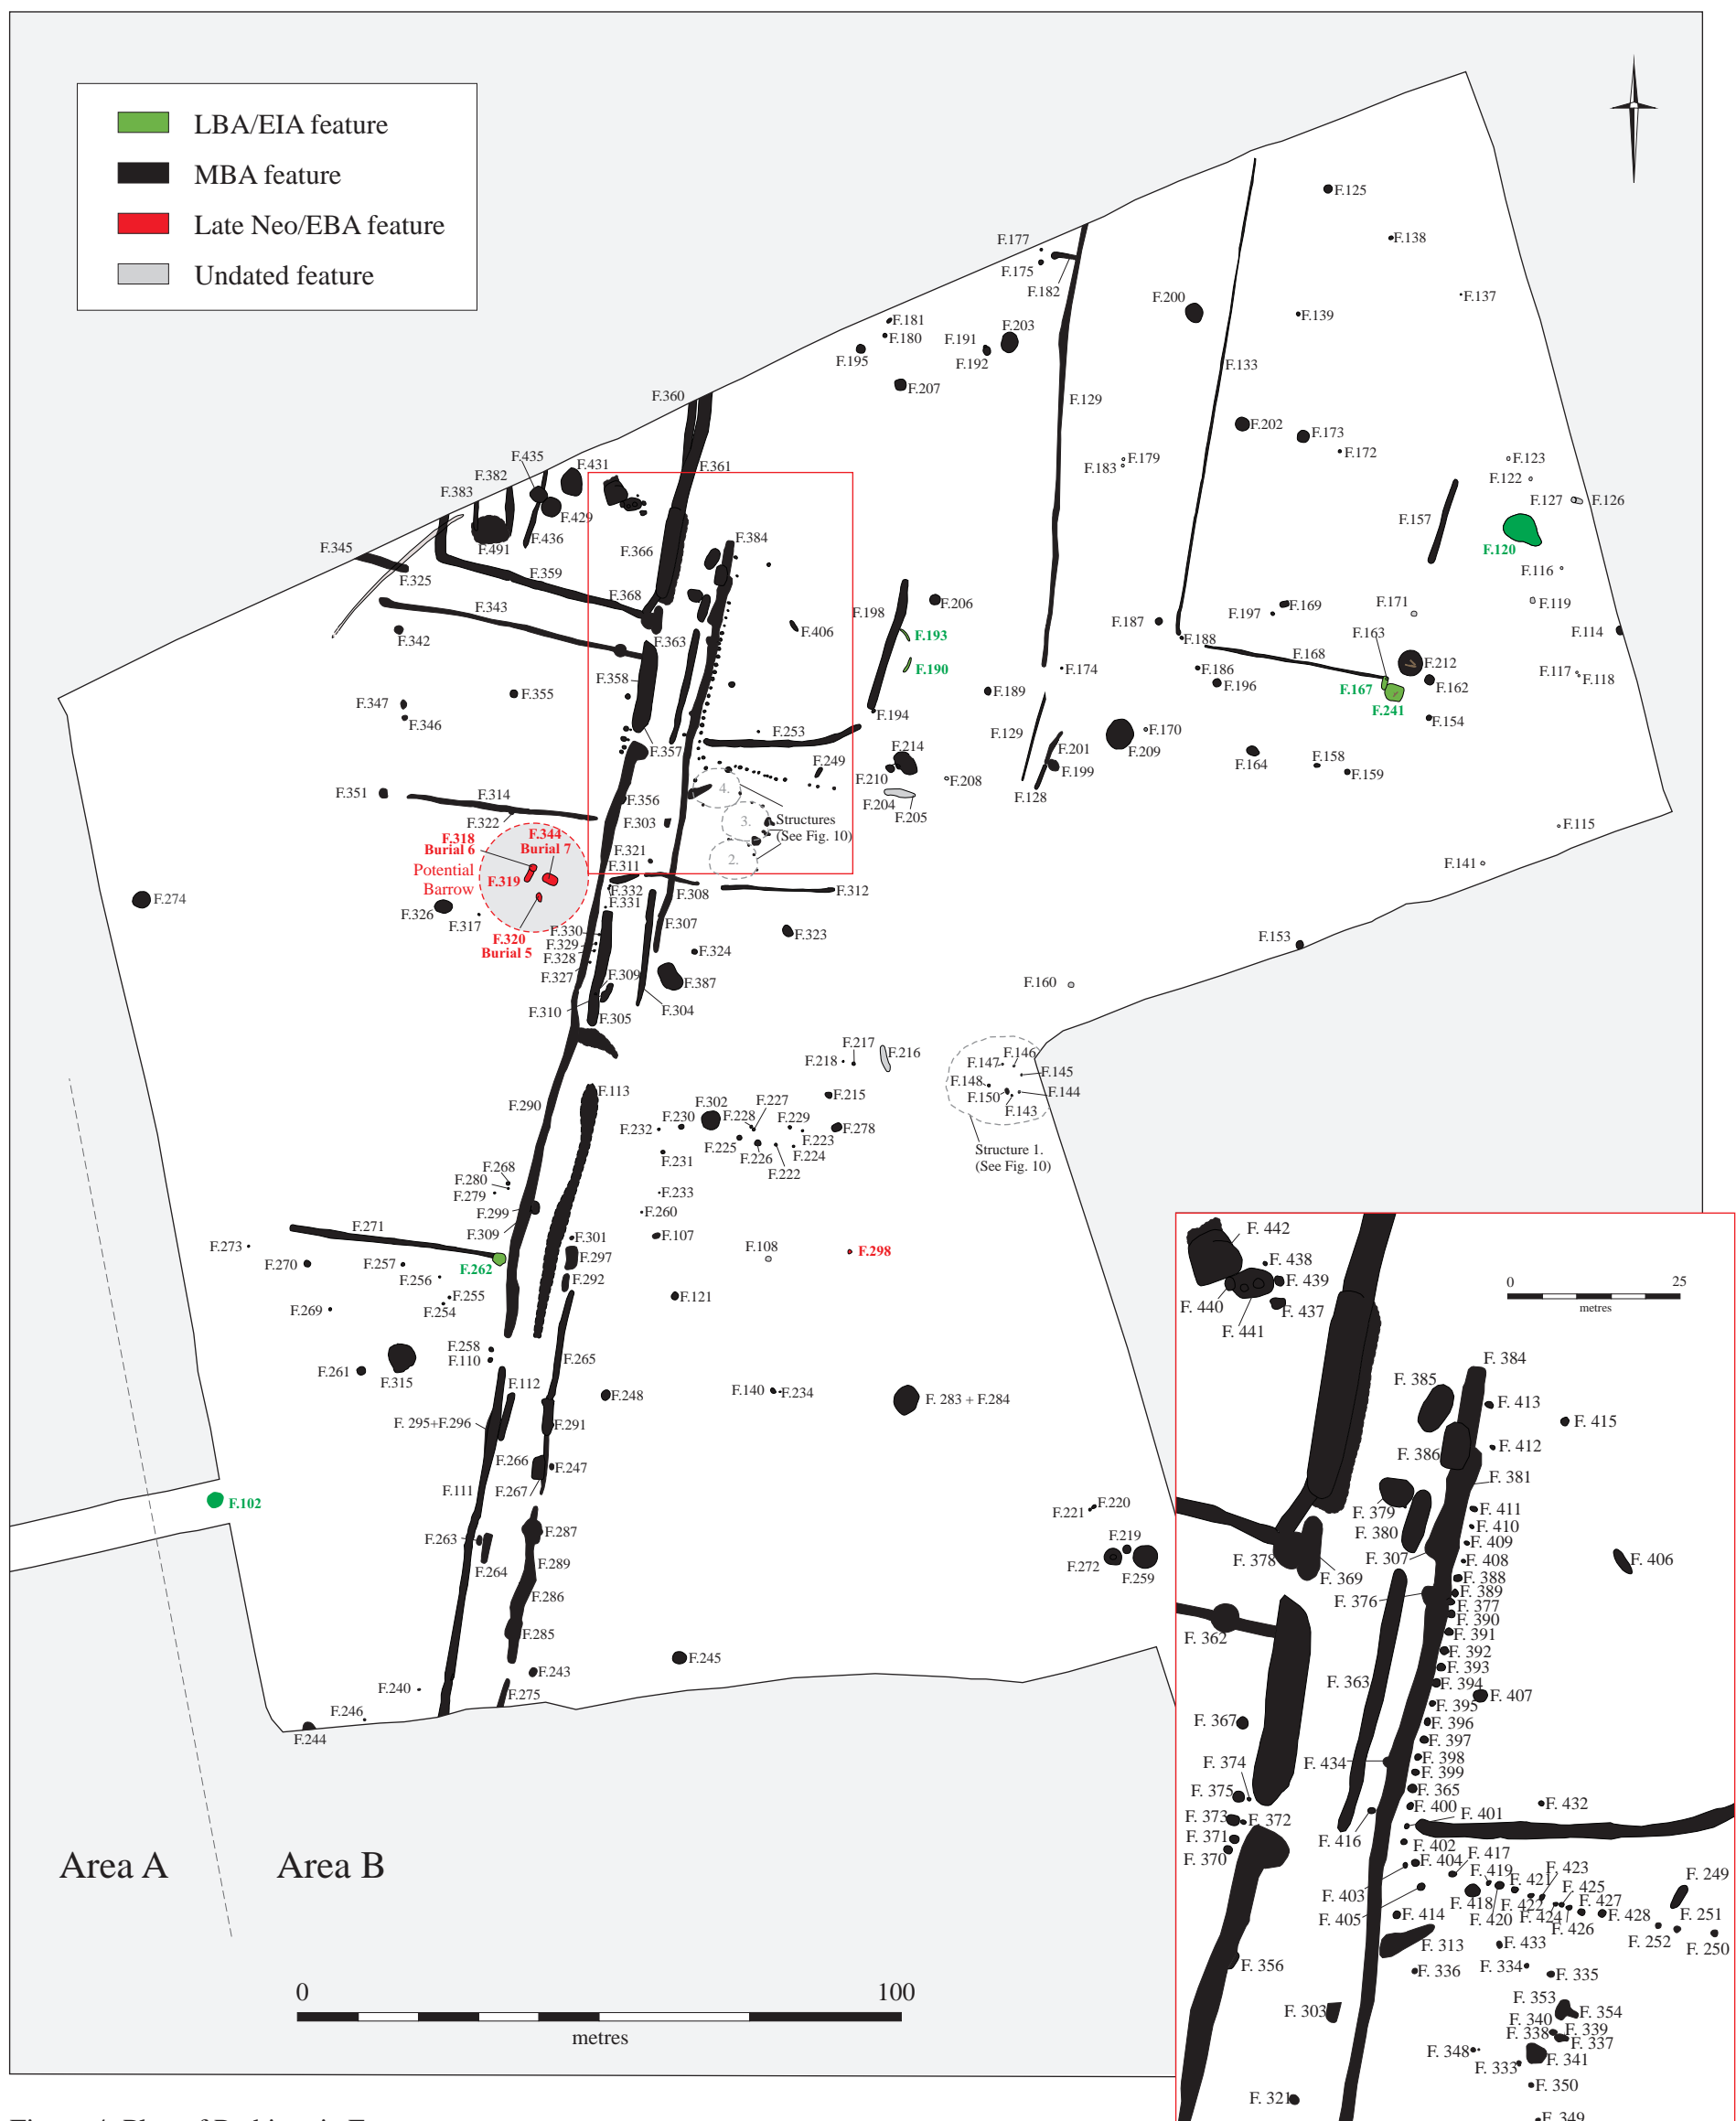 LBA/EIA feature
MBA feature
Late Neo/EBA feature
Undated feature
F.125
F.138
F.137
F.139
F.177
F.175
F.182
F.200
F.181
F.180
F.195
F.191
F.192
F.203
F.207
F.133
F.129
F.360
F.202
F.173
F.172
F.179
F.183
F.123
F.122
F.127
F.126
F.120
F.157
F.116
F.119
F.114
F.117
F.118
F.361
F.435
F.431
F.382
F.383
F.429
F.436
F.491
F.345
F.325
F.359
F.366
F.384
F.368
F.343
F.342
F.363
F.358
F.355
F.347
F.346
F.357
F.406
F.198
F.206
F.193
F.190
F.194
F.189
F.174
F.187
F.188
F.186
F.196
F.197
F.169
F.171
F.163
F.168
F.212
F.162
F.167
F.241
F.154
F.129
F.201
F.199
F.128
F.170
F.209
F.164
F.158
F.159
F.253
F.249
F.214
F.210
F.208
F.204
F.205
F.115
F.141
F.351
F.314
F.322
F.356
F.303
4.
3.
2.
Structures
(See Fig. 10)
F.318
Burial 6
F.344
Burial 7
Potential
Barrow
F.319
F.320
Burial 5
F.321
F.311
F.332
F.331
F.308
F.312
F.274
F.326
F.317
F.330
F.329
F.328
F.327
F.307
F.324
F.323
F.309
F.387
F.310
F.305
F.304
F.153
F.160
F.217
F.218
F.216
F.215
F.147
F.146
F.145
F.148
F.150
F.144
F.143
Structure 1.
(See Fig. 10)
F.290
F.113
F.302
F.227
F.230
F.228
F.229
F.232
F.278
F.225
F.223
F.226
F.224
F.222
F.231
F.268
F.280
F.279
F.233
F.299
F.260
F.309
F.271
F.301
F.107
F.273
F.270
F.257
F.262
F.297
F.108
F.298
F.256
F.292
F.255
F.254
F.269
F.121
F.258
F.110
F.265
F.261
F.315
F.112
F.248
F.140
F.234
F. 283 + F.284
F. 295+F.296
F.291
F.266
F.247
F.111
F.267
F.102
F.221
F.220
F.263
F.287
F.264
F.289
F.219
F.272
F.259
F.286
F.285
F.245
F.243
F.240
F.275
F.246
F.244
Area A
Area B
0
100
metres
F. 442
F. 438
F. 439
F. 440
F. 437
F. 441
0
25
metres
F. 384
F. 385
F. 413
F. 415
F. 386
F. 412
F. 381
F. 379
F. 411
F. 380
F. 410
F. 409
F. 378
F. 307
F. 408
F. 406
F. 369
F. 388
F. 376
F. 389
F. 377
F. 390
F. 362
F. 391
F. 392
F. 393
F. 363
F. 394
F. 407
F. 395
F. 367
F. 396
F. 397
F. 374
F. 434
F. 398
F. 399
F. 375
F. 365
F. 400
F. 432
F. 373
F. 372
F. 401
F. 371
F. 416
F. 402
F. 370
F. 404
F. 417
F. 403
F. 419
F. 423
F. 249
F. 421
F. 425
F. 405
F. 414
F. 418
F. 422
F. 427
F. 420
F. 424
F. 428
F. 251
F. 426
F. 313
F. 433
F. 252
F. 250
F. 356
F. 336
F. 334
F. 335
F. 303
F. 353
F. 354
F. 340
F. 339
F. 338
F. 337
F. 348
F. 341
F. 333
F. 321
F. 350
F. 349